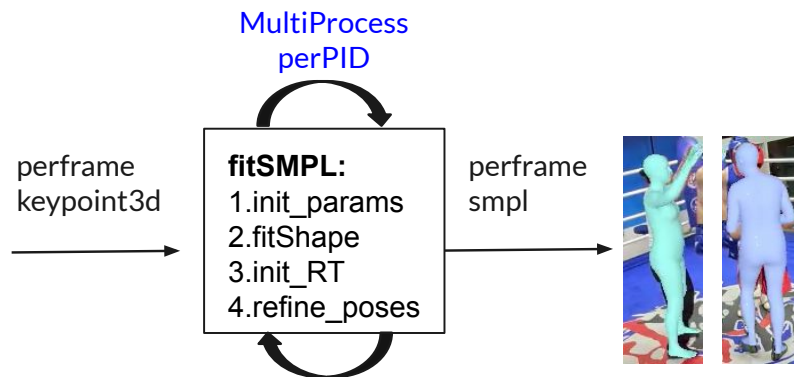 MultiProcess
perPID
perframe
keypoint3d
fitSMPL:
1.init_params
2.fitShape
3.init_RT
4.refine_poses
perframe
smpl